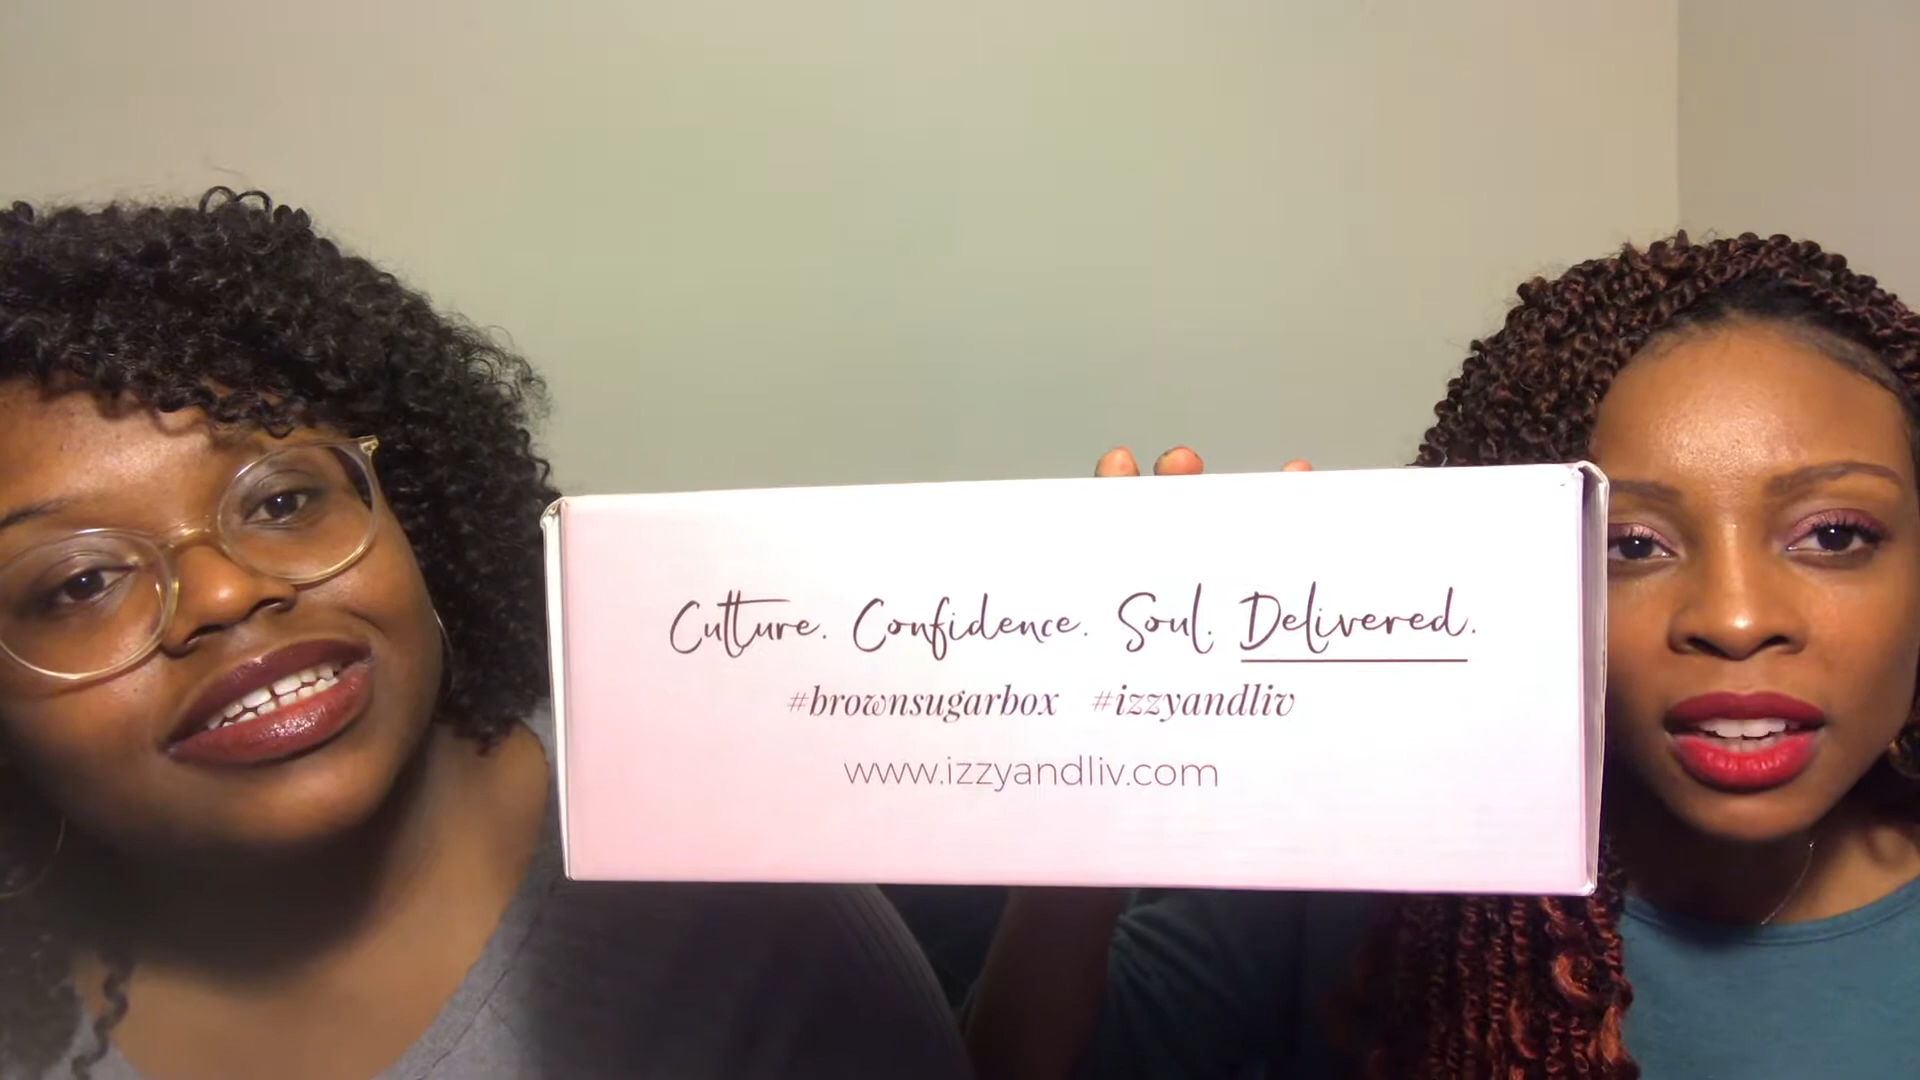 Culture. Confidence. Soul. Delivered.
#brownsugarbox #izzyandliv
www.izzyandliv.com